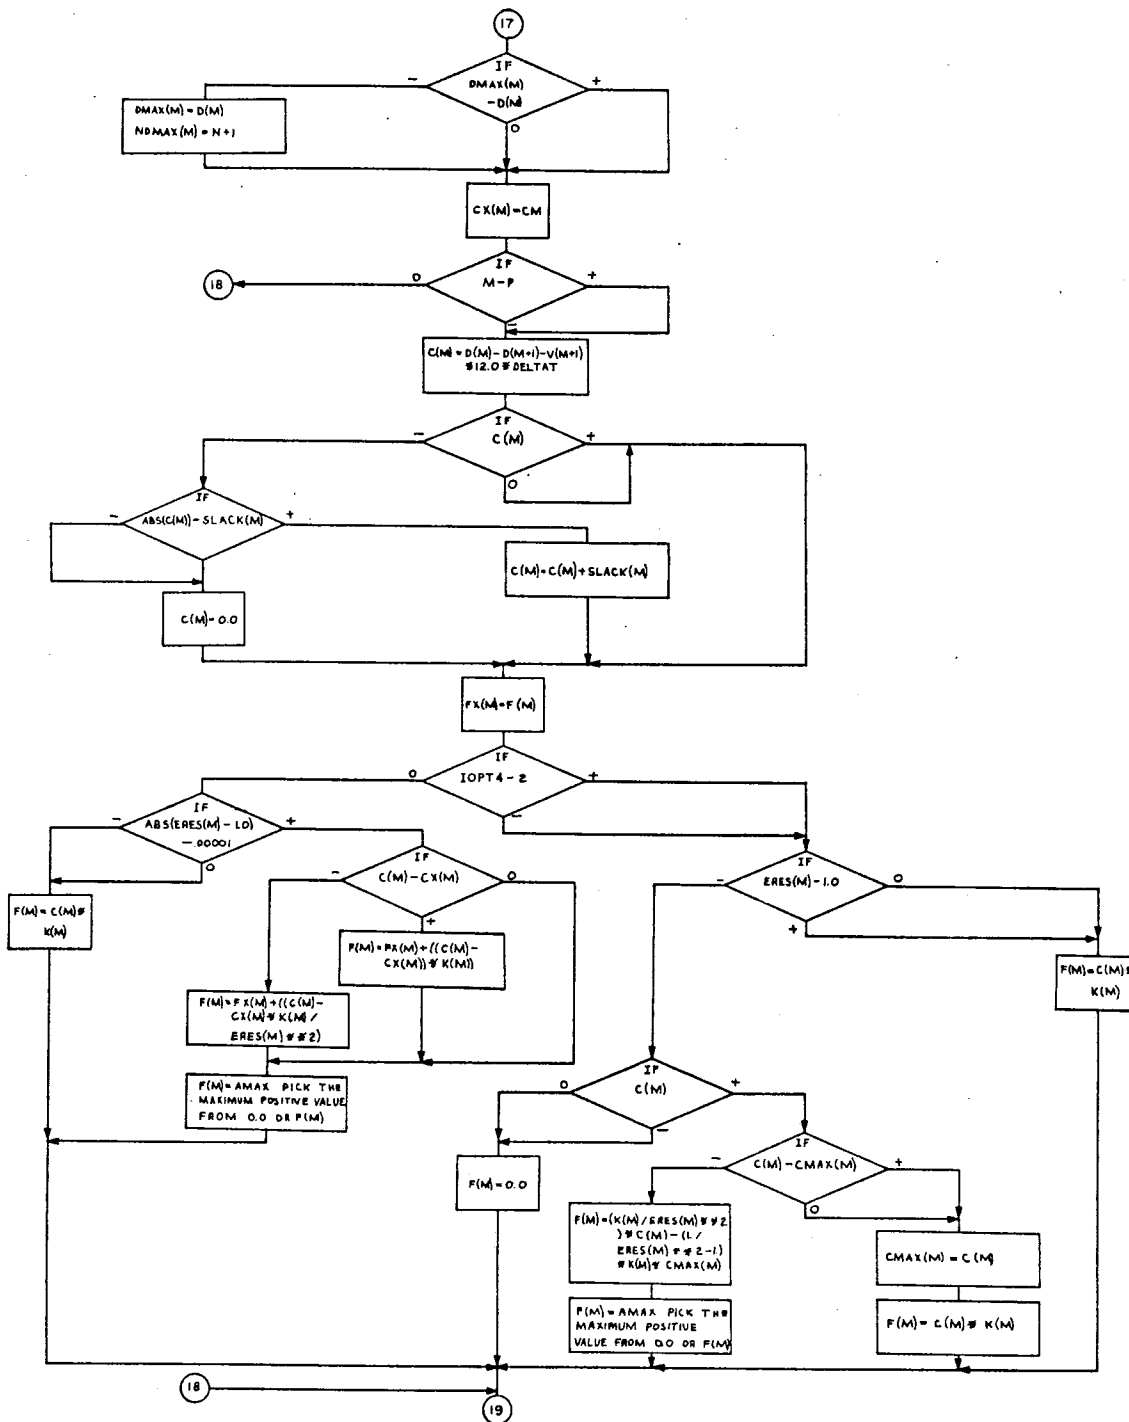 17
IF
DMAX(M)
-D(M)
-
+
0
DMAX(M)=D(M)
NDMAX(M)=N+1
CX(M)=CM
IF
M-P
0
+
-
18
C(M)=D(M)-D(M+1)-V(M+1)
*12.0*DELTAT
IF
C(M)
-
+
0
IF
ABS(C(M))-SLACK(M)
-
+
C(M)=C(M)+SLACK(M)
C(M)=0.0
FX(M)=F(M)
IF
IOPT4-2
0
+
-
IF
ABS(ERES(M)-1.0)
-.00001
-
+
0
IF
C(M)-CX(M)
-
0
+
IF
ERES(M)-1.0
-
0
+
F(M)=C(M)*
K(M)
F(M)=FX(M)+((C(M)-
CX(M))*K(M))
F(M)=C(M)*
K(M)
F(M)=FX(M)+((C(M)-
CX(M)*K(M)/
ERES(M)**2)
F(M)=AMAX PICK THE
MAXIMUM POSITIVE VALUE
FROM 0.0 OR F(M)
IF
C(M)
0
+
-
IF
C(M)-CMAX(M)
-
+
0
F(M)=0.0
F(M)=(K(M)/ERES(M)**2
)*C(M)-(1./
ERES(M)**2-1.)
*K(M)*CMAX(M)
CMAX(M)=C(M)
F(M)=AMAX PICK THE
MAXIMUM POSITIVE
VALUE FROM 0.0 OR F(M)
F(M)=C(M)*K(M)
18
19